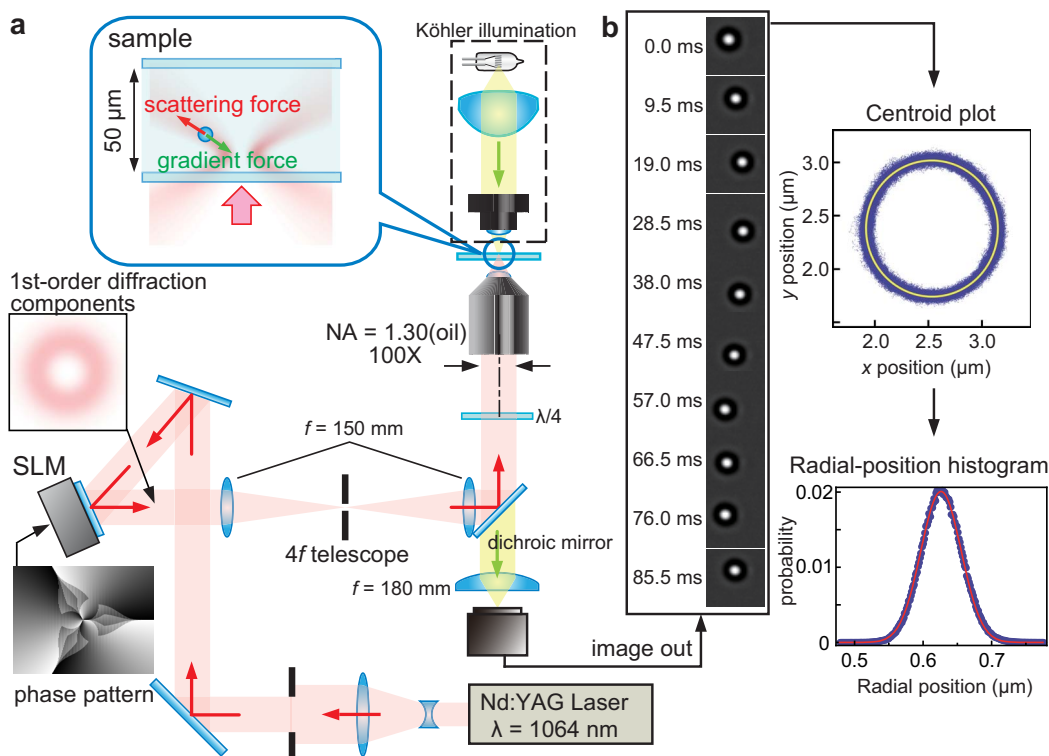 a
sample
50 µm
scattering force
gradient force
Köhler illumination
1st-order diffraction
components
NA = 1.30(oil)
100X
λ/4
f = 150 mm
SLM
4f telescope
dichroic mirror
f = 180 mm
phase pattern
image out
Nd:YAG Laser
λ = 1064 nm
b
0.0 ms
9.5 ms
19.0 ms
28.5 ms
38.0 ms
47.5 ms
57.0 ms
66.5 ms
76.0 ms
85.5 ms
Centroid plot
y position (µm)
3.0
2.5
2.0
2.0
2.5
3.0
x position (µm)
Radial-position histogram
probability
0.02
0.01
0
0.5
0.6
0.7
Radial position (µm)